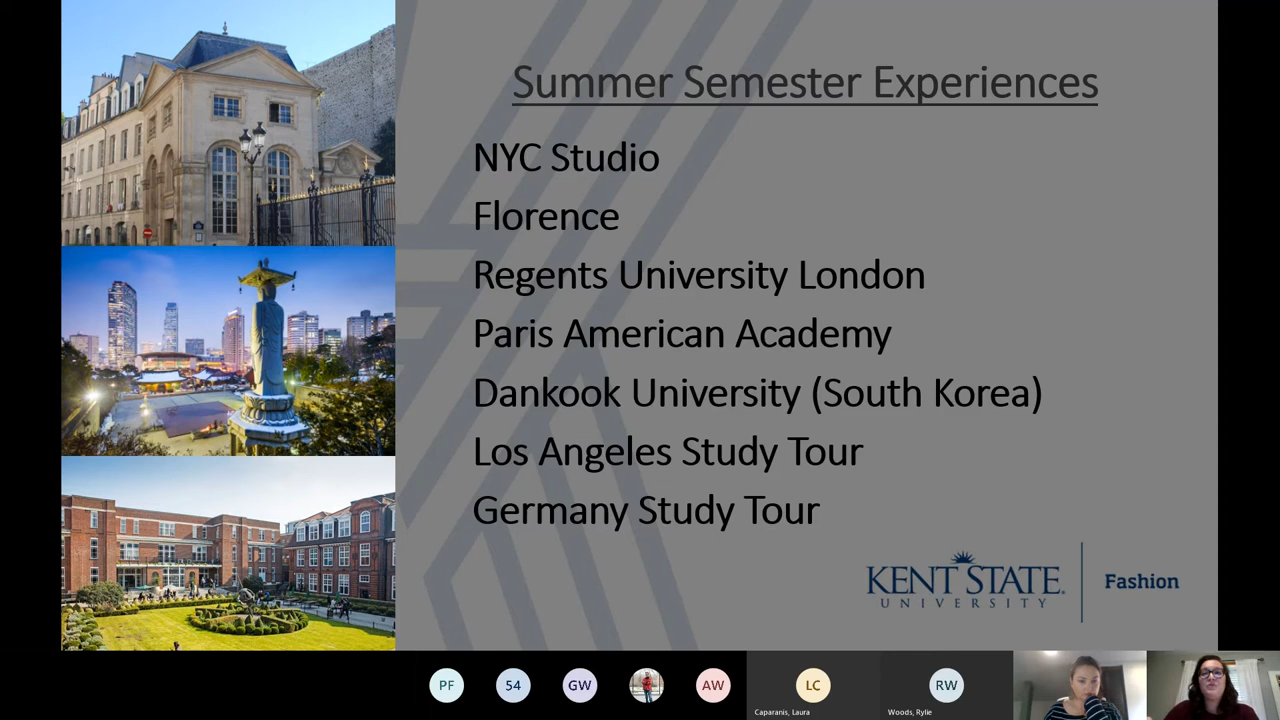 Summer Semester Experiences
NYC Studio
Florence
Regents University London
Paris American Academy
Dankook University (South Korea)
Los Angeles Study Tour
Germany Study Tour
KENT STATE
UNIVERSITY
Fashion
PF
54
GW
AW
LC
RW
Caparanis, Laura
Woods, Rylie